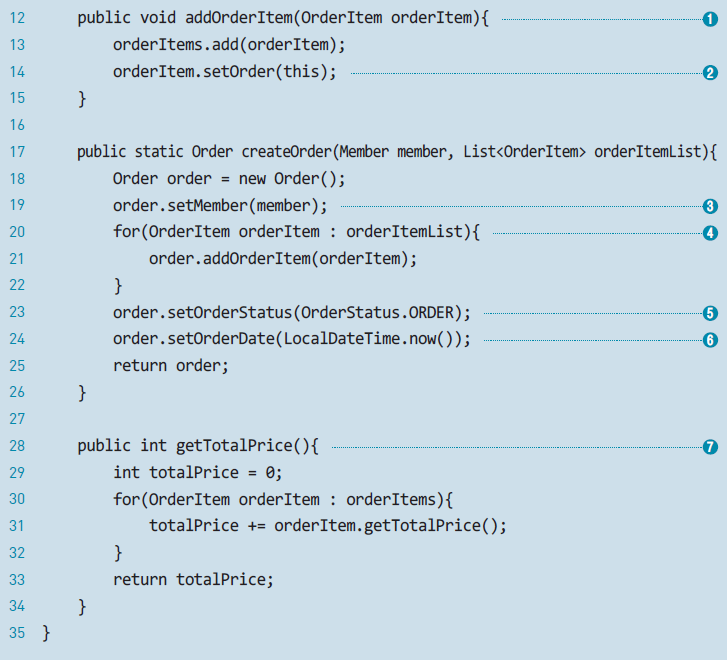 12 public void addOrderItem(OrderItem orderItem){ ❶
13 orderItems.add(orderItem);
14 orderItem.setOrder(this); ❷
15 }
16
17 public static Order createOrder(Member member, List<OrderItem> orderItemList){
18 Order order = new Order();
19 order.setMember(member); ❸
20 for(OrderItem orderItem : orderItemList){ ❹
21 order.addOrderItem(orderItem);
22 }
23 order.setOrderStatus(OrderStatus.ORDER); ❺
24 order.setOrderDate(LocalDateTime.now()); ❻
25 return order;
26 }
27
28 public int getTotalPrice(){ ❼
29 int totalPrice = 0;
30 for(OrderItem orderItem : orderItems){
31 totalPrice += orderItem.getTotalPrice();
32 }
33 return totalPrice;
34 }
35 }